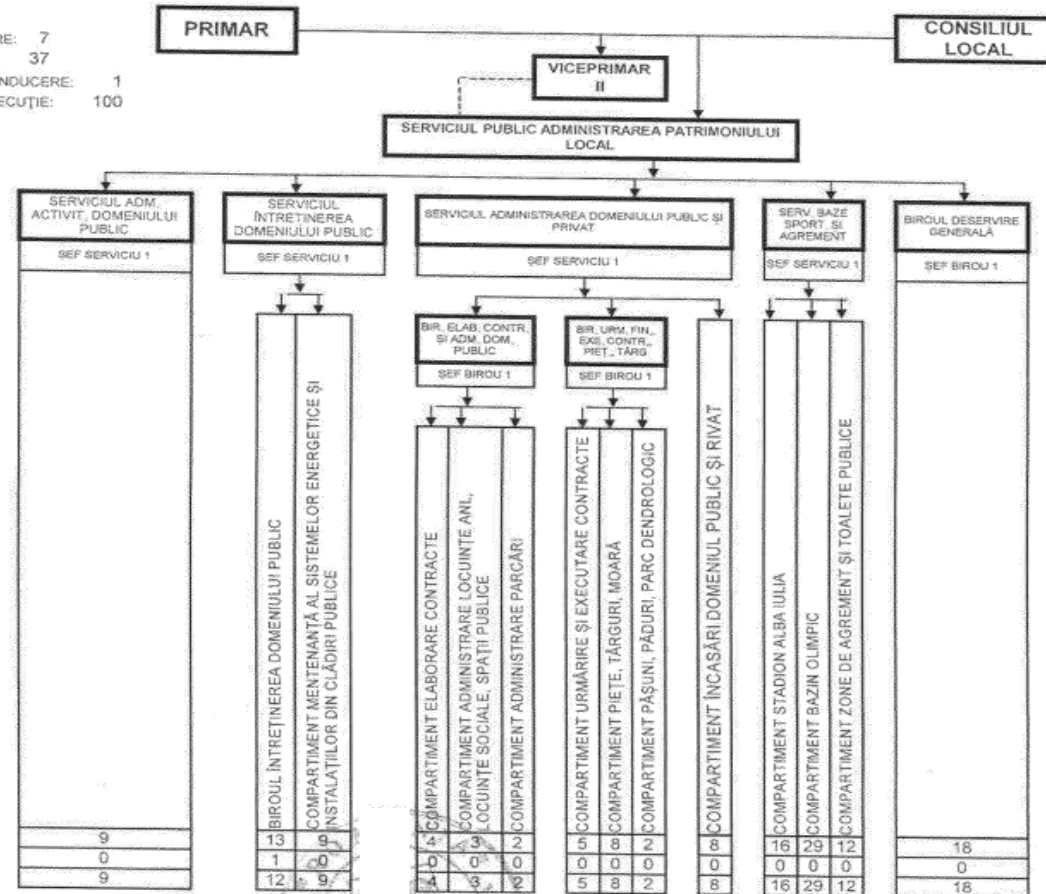 PRIMAR
CONSILIUL
LOCAL
RE: 7
37
NDUCERE: 1
ECUȚIE: 100
VICEPRIMAR
II
SERVICIUL PUBLIC ADMINISTRAREA PATRIMONIULUI
LOCAL
SERVICIUL ADM,
ACTIVIT, DOMENIULUI
PUBLIC
ȘEF SERVICIU 1
SERVICIUL
ÎNTREȚINEREA
DOMENIULUI PUBLIC
ȘEF SERVICIU 1
SERVICIUL ADMINISTRAREA DOMENIULUI PUBLIC ȘI
PRIVAT
ȘEF SERVICIU 1
SERV, BAZE
SPORT, ȘI
AGREMENT
ȘEF SERVICIU 1
BIROUL DESERVIRE
GENERALĂ
ȘEF BIROU 1
BIR, ELAB, CONTR,
ȘI ADM, DOM,
PUBLIC
ȘEF BIROU 1
BIR, URM, FIN,,
EXE, CONTR,,
PIEȚ,, TÂRG
ȘEF BIROU 1
BIROUL ÎNTREȚINEREA DOMENIULUI PUBLIC
COMPARTIMENT MENTENANȚĂ AL SISTEMELOR ENERGETICE ȘI
INSTALAȚIILOR DIN CLĂDIRI PUBLICE
COMPARTIMENT ELABORARE CONTRACTE
COMPARTIMENT ADMINISTRARE LOCUINȚE ANL,
LOCUINȚE SOCIALE, SPAȚII PUBLICE
COMPARTIMENT ADMINISTRARE PARCĂRI
COMPARTIMENT URMĂRIRE ȘI EXECUTARE CONTRACTE
COMPARTIMENT PIEȚE, TÂRGURI, MOARĂ
COMPARTIMENT PĂȘUNI, PĂDURI, PARC DENDROLOGIC
COMPARTIMENT ÎNCASĂRI DOMENIUL PUBLIC ȘI RIVAT
COMPARTIMENT STADION ALBA IULIA
COMPARTIMENT BAZIN OLIMPIC
COMPARTIMENT ZONE DE AGREMENT ȘI TOALETE PUBLICE
9 13 9 4 3 2 5 8 2 8 16 29 12 18
0 1 0 0 0 0 0 0 0 0 0 0 0 0
9 12 9 4 3 2 5 8 2 8 16 29 12 18